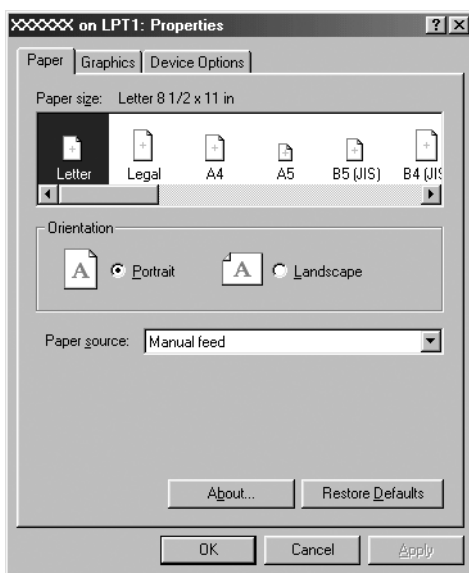 XXXXXX on LPT1: Properties ? X
Paper Graphics Device Options
Paper size: Letter 8 1/2 x 11 in
Letter Legal A4 A5 B5 (JIS) B4 (JIS
Orientation
A Portrait A Landscape
Paper source: Manual feed
About... Restore Defaults
OK Cancel Apply